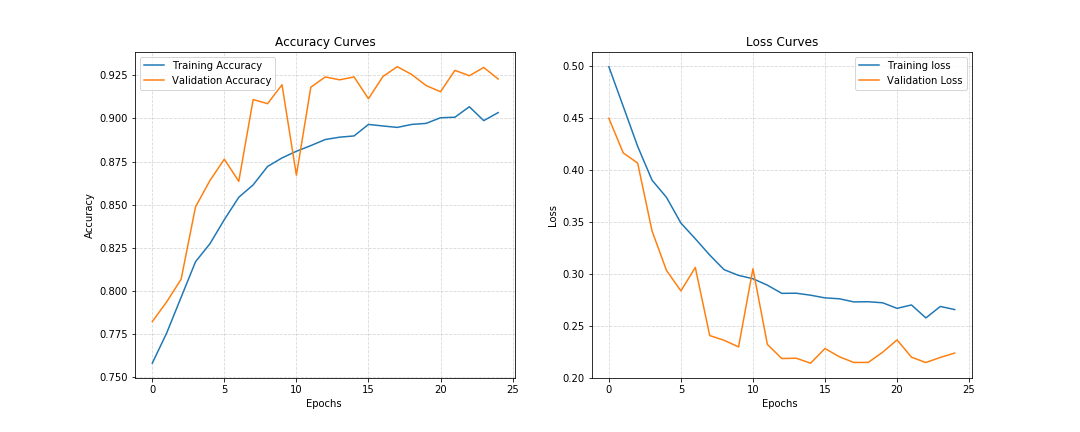 Accuracy Curves
Training Accuracy
Validation Accuracy
Accuracy
0.925
0.900
0.875
0.850
0.825
0.800
0.775
0.750
0 5 10 15 20 25
Epochs
Loss Curves
Training loss
Validation Loss
Loss
0.50
0.45
0.40
0.35
0.30
0.25
0.20
0 5 10 15 20 25
Epochs